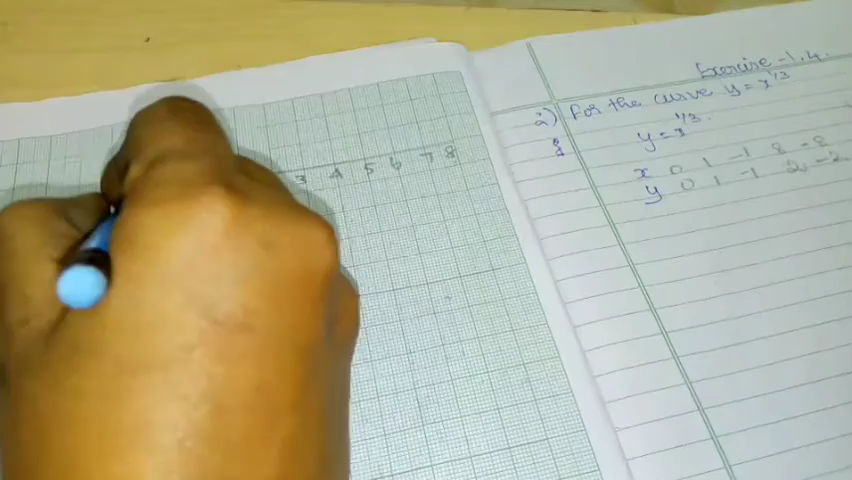 3 4 5 6 7 8
Exercise - 1.4.
2) For the curve y = x^1/3
y = x^1/3.
x 0 1 -1 8 -8
y 0 1 -1 2 -2